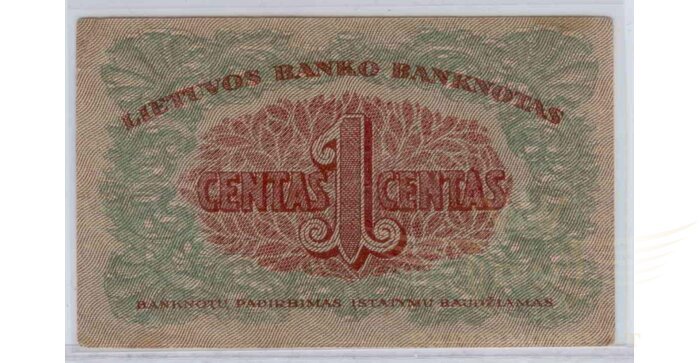 LIETUVOS BANKO BANKNOTAS
CENTAS 1 CENTAS
BANKNOTŲ PADIRBIMAS ĮSTATYMŲ BAUDŽIAMAS